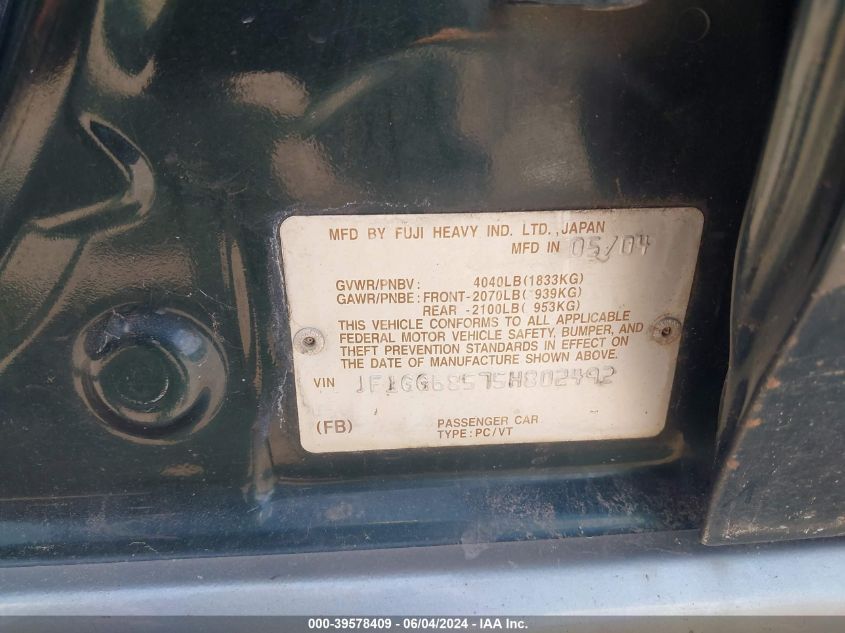 MFD BY FUJI HEAVY IND. LTD.,JAPAN
MFD IN 05/04
GVWR/PNBV: 4040LB(1833KG)
GAWR/PNBE:FRONT-2070LB( 939KG)
REAR -2100LB( 953KG)
THIS VEHICLE CONFORMS TO ALL APPLICABLE
FEDERAL MOTOR VEHICLE SAFETY, BUMPER, AND
THEFT PREVENTION STANDARDS IN EFFECT ON
THE DATE OF MANUFACTURE SHOWN ABOVE.
VIN JF1GG68575H802492
(FB) PASSENGER CAR
TYPE:PC/VT
000-39578409 - 06/04/2024 - IAA Inc.